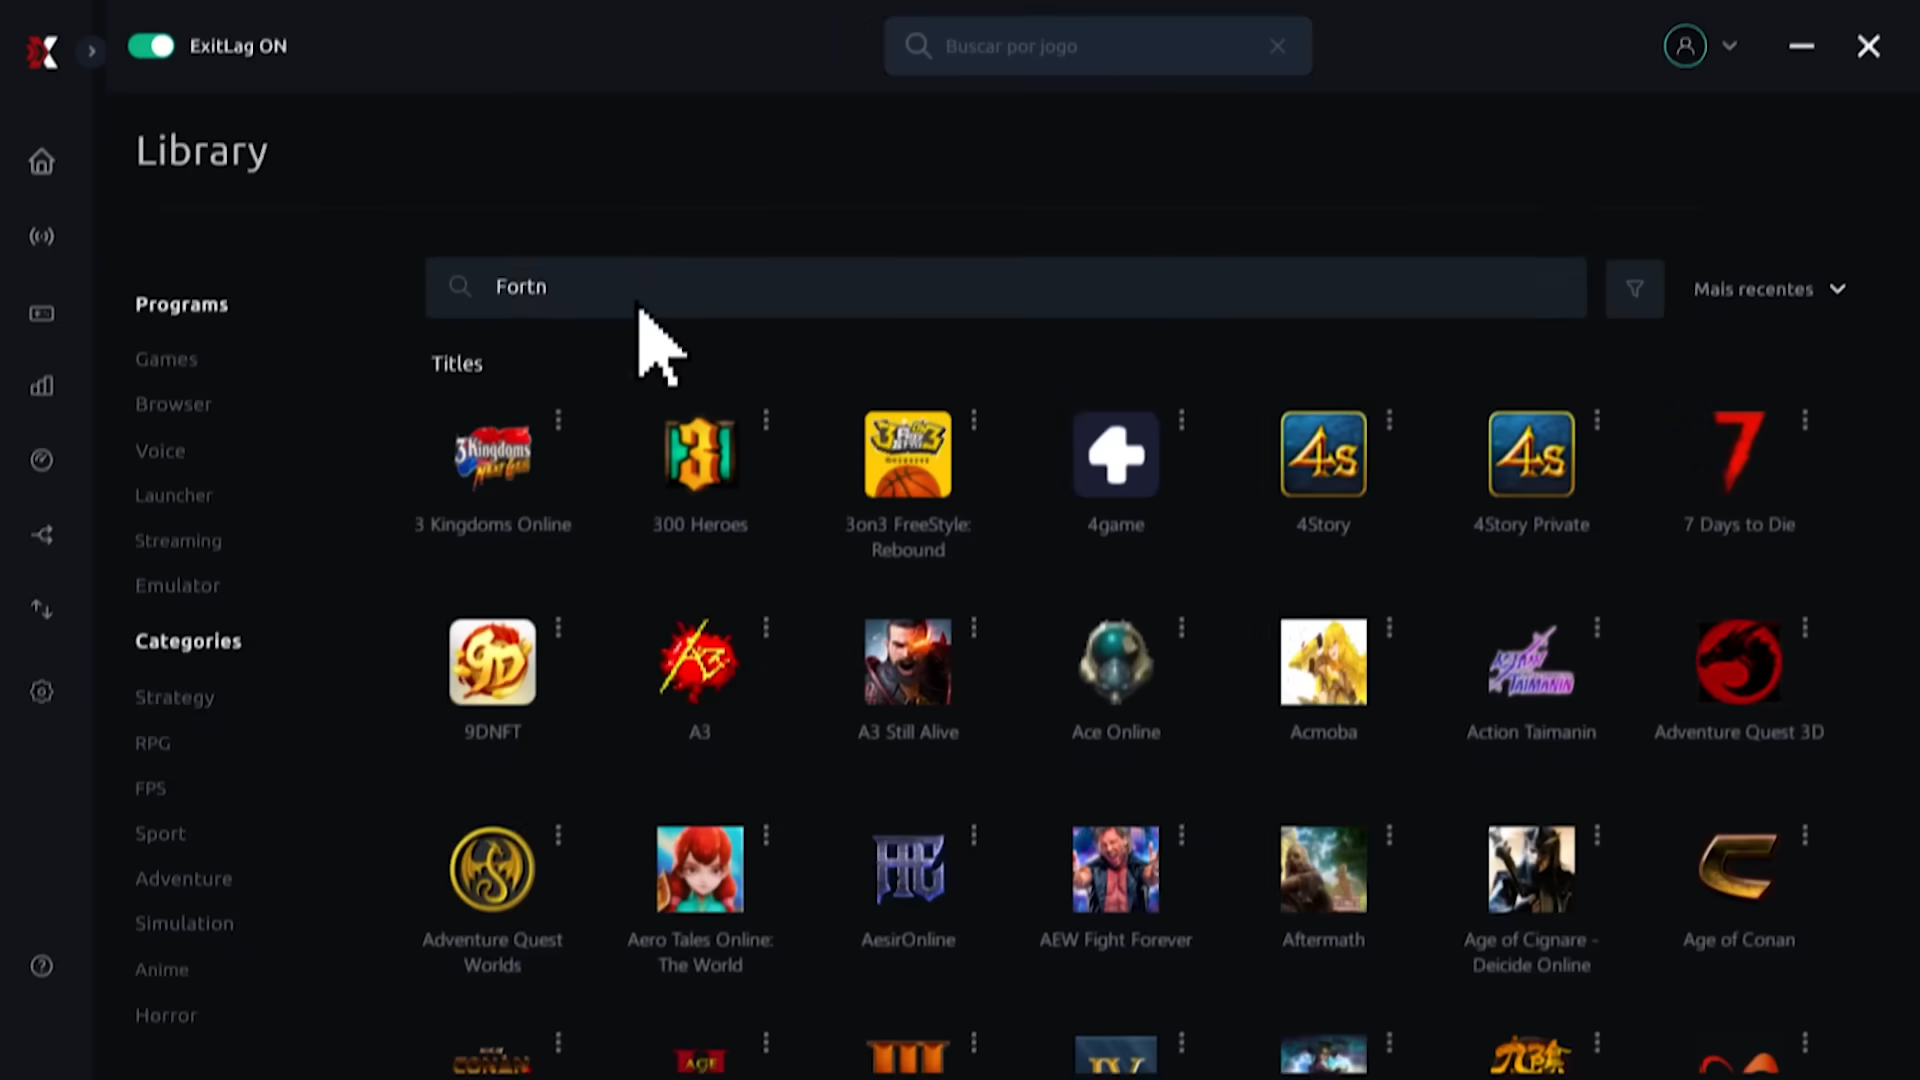 ExitLag ON
Buscar por jogo
Library
Fortn
Mais recentes
Programs
Games
Browser
Voice
Launcher
Streaming
Emulator
Categories
Strategy
RPG
FPS
Sport
Adventure
Simulation
Anime
Horror
Titles
3 Kingdoms Online
300 Heroes
3on3 FreeStyle:
Rebound
4game
4Story
4Story Private
7 Days to Die
9DNFT
A3
A3 Still Alive
Ace Online
Acmoba
Action Taimanin
Adventure Quest 3D
Adventure Quest
Worlds
Aero Tales Online:
The World
AesirOnline
AEW Fight Forever
Aftermath
Age of Cignare -
Deicide Online
Age of Conan